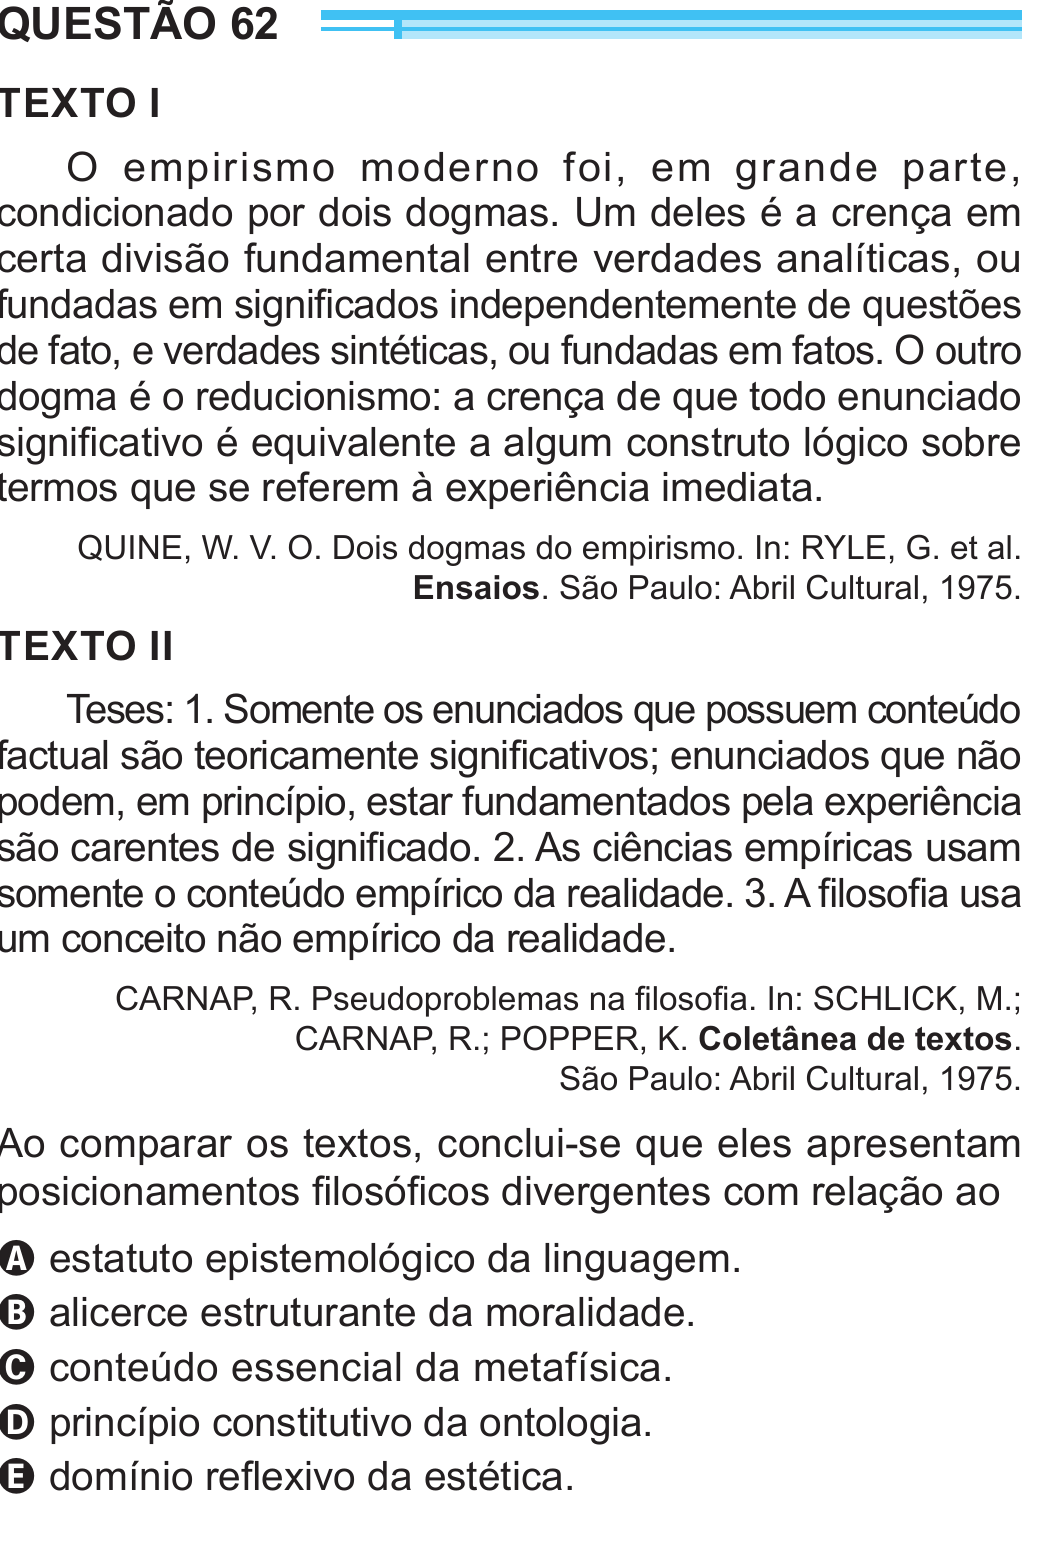 QUESTÃO 62
TEXTO I
O empirismo moderno foi, em grande parte,
condicionado por dois dogmas. Um deles é a crença em
certa divisão fundamental entre verdades analíticas, ou
fundadas em significados independentemente de questões
de fato, e verdades sintéticas, ou fundadas em fatos. O outro
dogma é o reducionismo: a crença de que todo enunciado
significativo é equivalente a algum construto lógico sobre
termos que se referem à experiência imediata.
QUINE, W. V. O. Dois dogmas do empirismo. In: RYLE, G. et al.
Ensaios. São Paulo: Abril Cultural, 1975.
TEXTO II
Teses: 1. Somente os enunciados que possuem conteúdo
factual são teoricamente significativos; enunciados que não
podem, em princípio, estar fundamentados pela experiência
são carentes de significado. 2. As ciências empíricas usam
somente o conteúdo empírico da realidade. 3. A filosofia usa
um conceito não empírico da realidade.
CARNAP, R. Pseudoproblemas na filosofia. In: SCHLICK, M.;
CARNAP, R.; POPPER, K. Coletânea de textos.
São Paulo: Abril Cultural, 1975.
Ao comparar os textos, conclui-se que eles apresentam
posicionamentos filosóficos divergentes com relação ao
A estatuto epistemológico da linguagem.
B alicerce estruturante da moralidade.
C conteúdo essencial da metafísica.
D princípio constitutivo da ontologia.
E domínio reflexivo da estética.